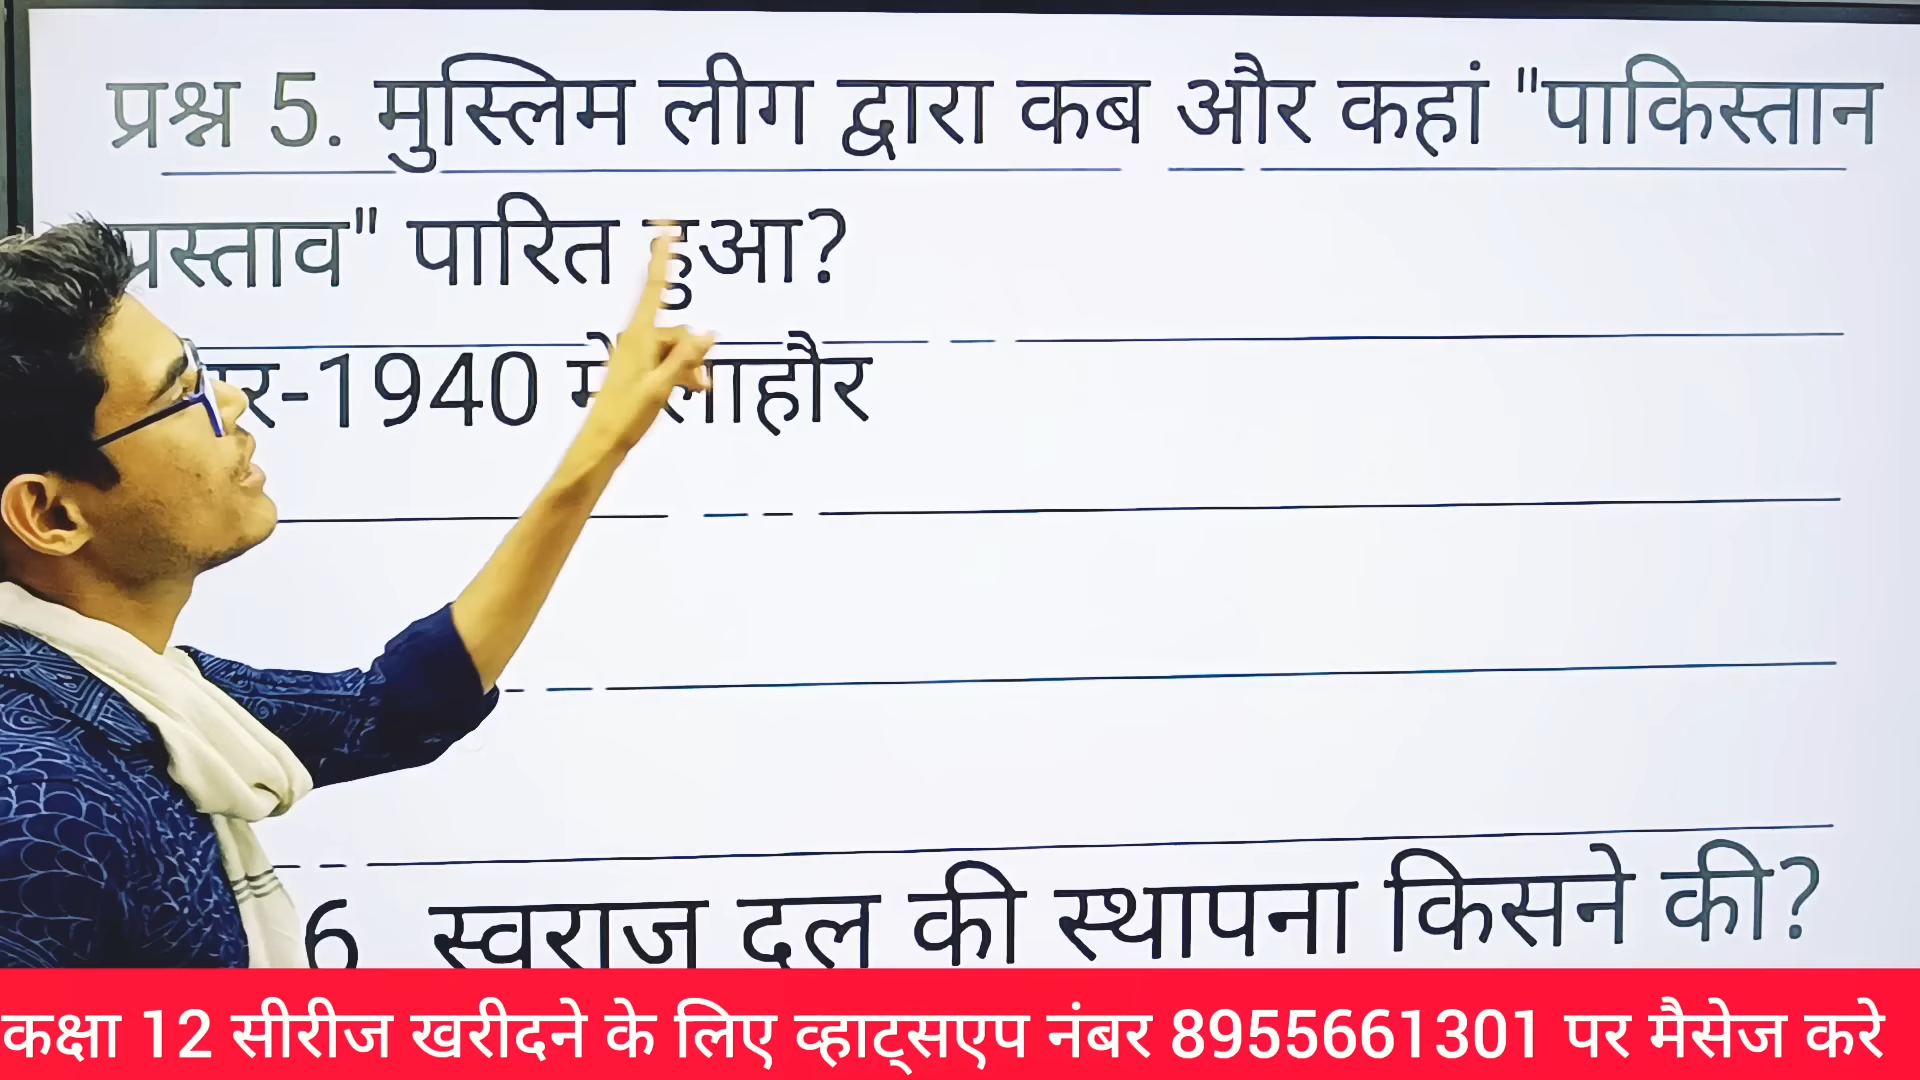 प्रश्न 5. मुस्लिम लीग द्वारा कब और कहां "पाकिस्तान
प्रस्ताव" पारित हुआ?
-1940 में लाहौर
6 स्वराज दल की स्थापना किसने की?
कक्षा 12 सीरीज खरीदने के लिए व्हाट्सएप नंबर 8955661301 पर मैसेज करे